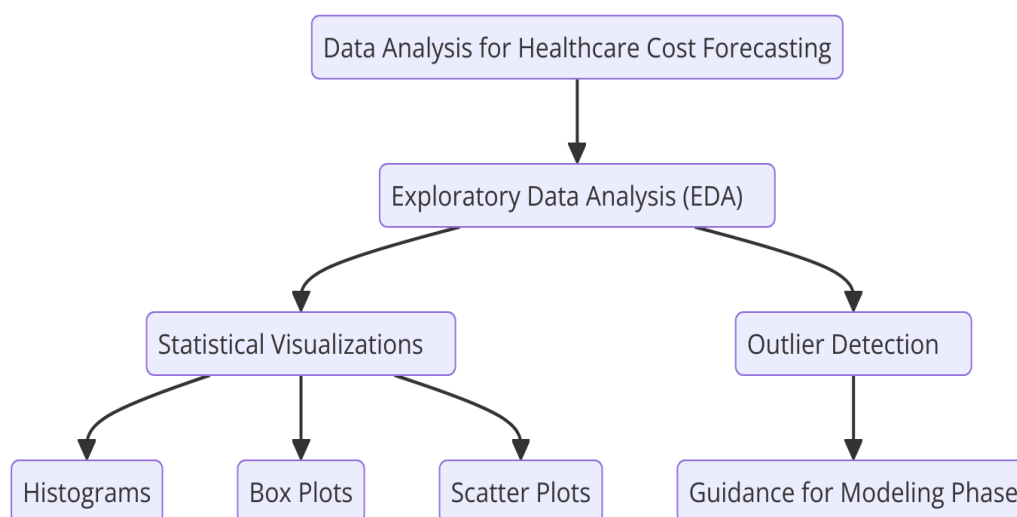 Data Analysis for Healthcare Cost Forecasting
Exploratory Data Analysis (EDA)
Statistical Visualizations
Outlier Detection
Histograms
Box Plots
Scatter Plots
Guidance for Modeling Phase